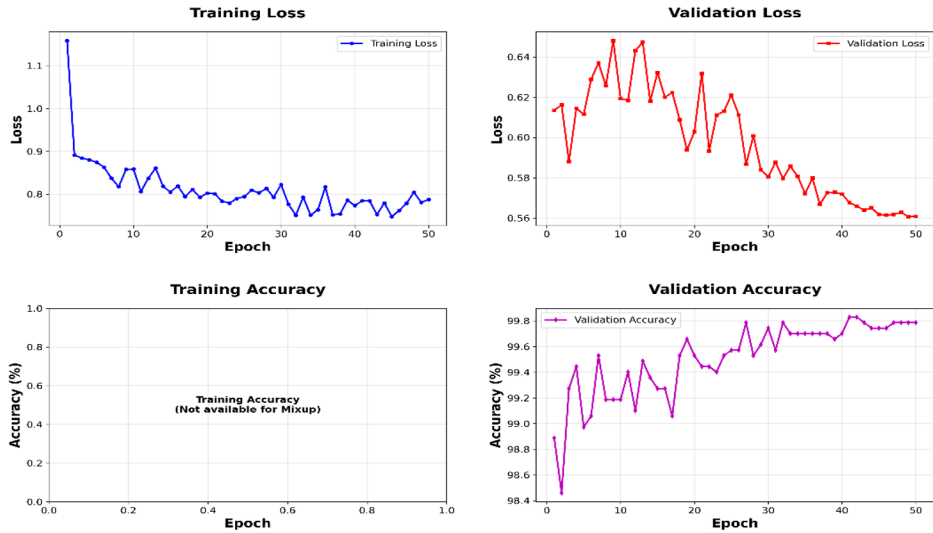 Training Loss
Training Loss
Loss
1.1
1.0
0.9
0.8
0
10
20
30
40
50
Epoch
Validation Loss
Validation Loss
Loss
0.64
0.62
0.60
0.58
0.56
0
10
20
30
40
50
Epoch
Training Accuracy
Accuracy (%)
1.0
0.8
0.6
0.4
0.2
0.0
Training Accuracy
(Not available for Mixup)
0.0
0.2
0.4
0.6
0.8
1.0
Epoch
Validation Accuracy
Validation Accuracy
Accuracy (%)
99.8
99.6
99.4
99.2
99.0
98.8
98.6
98.4
0
10
20
30
40
50
Epoch